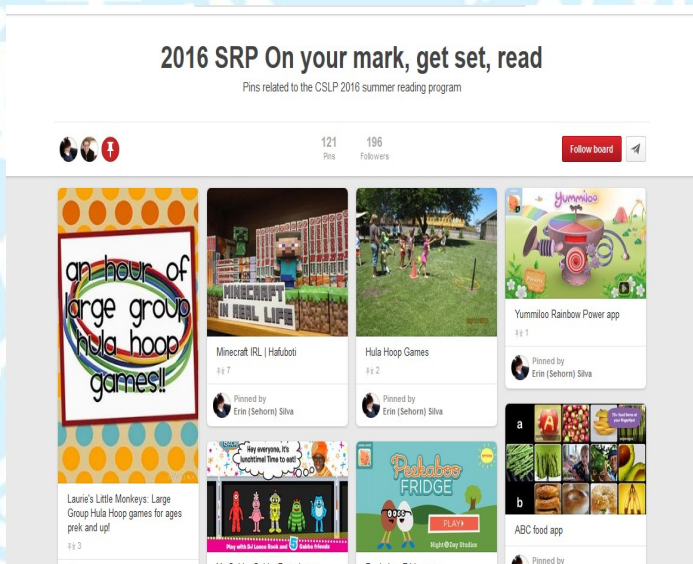 2016 SRP On your mark, get set, read
Pins related to the CSLP 2016 summer reading program
121
Pins
196
Followers
Follow board
an hour of
large group
hula hoop
games!!
Laurie's Little Monkeys: Large
Group Hula Hoop games for ages
prek and up!
3
MINECRAFT
IN REAL LIFE
Minecraft IRL | Hafuboti
7
Pinned by
Erin (Sehorn) Silva
Hey everyone, it's
lunchtime! Time to eat!
Play with DJ Lance Rock and
Gabba friends
Hula Hoop Games
2
Pinned by
Erin (Sehorn) Silva
Peekaboo
FRIDGE
PLAY
Night & Day Studios
Yummiloo
Yummiloo Rainbow Power app
1
Pinned by
Erin (Sehorn) Silva
a
A
b
ABC food app
Pinned by